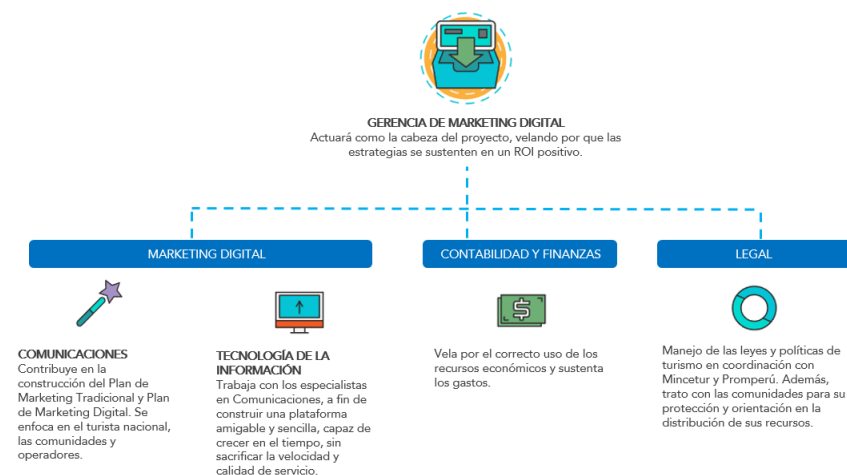 GERENCIA DE MARKETING DIGITAL
Actuará como la cabeza del proyecto, velando por que las
estrategias se sustenten en un ROI positivo.
MARKETING DIGITAL
CONTABILIDAD Y FINANZAS
LEGAL
COMUNICACIONES
Contribuye en la
construcción del Plan de
Marketing Tradicional y Plan
de Marketing Digital. Se
enfoca en el turista nacional,
las comunidades y
operadores.
TECNOLOGÍA DE LA
INFORMACIÓN
Trabaja con los especialistas
en Comunicaciones, a fin de
construir una plataforma
amigable y sencilla, capaz de
crecer en el tiempo, sin
sacrificar la velocidad y
calidad de servicio.
Vela por el correcto uso de los
recursos económicos y sustenta
los gastos.
Manejo de las leyes y políticas de
turismo en coordinación con
Mincetur y Promperú. Además,
trato con las comunidades para su
protección y orientación en la
distribución de sus recursos.